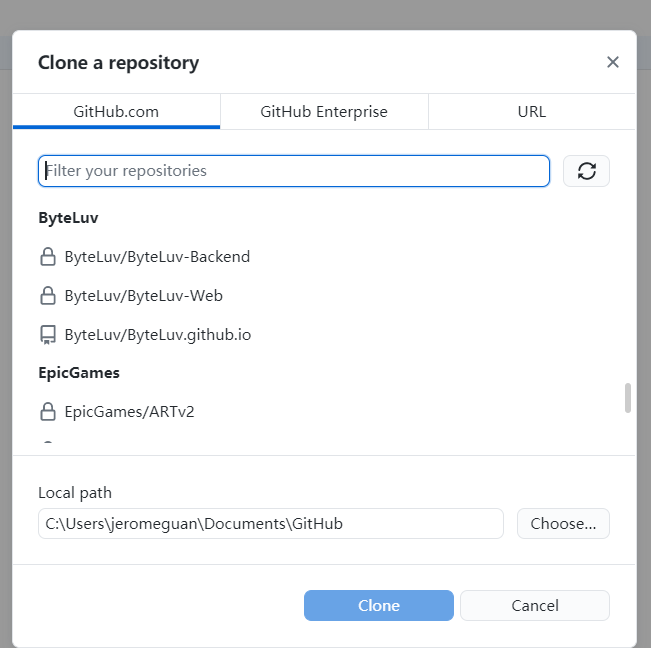 Clone a repository
GitHub.com
GitHub Enterprise
URL
Filter your repositories
ByteLuv
ByteLuv/ByteLuv-Backend
ByteLuv/ByteLuv-Web
ByteLuv/ByteLuv.github.io
EpicGames
EpicGames/ARTv2
Local path
C:\Users\jeromeguan\Documents\GitHub
Choose...
Clone
Cancel